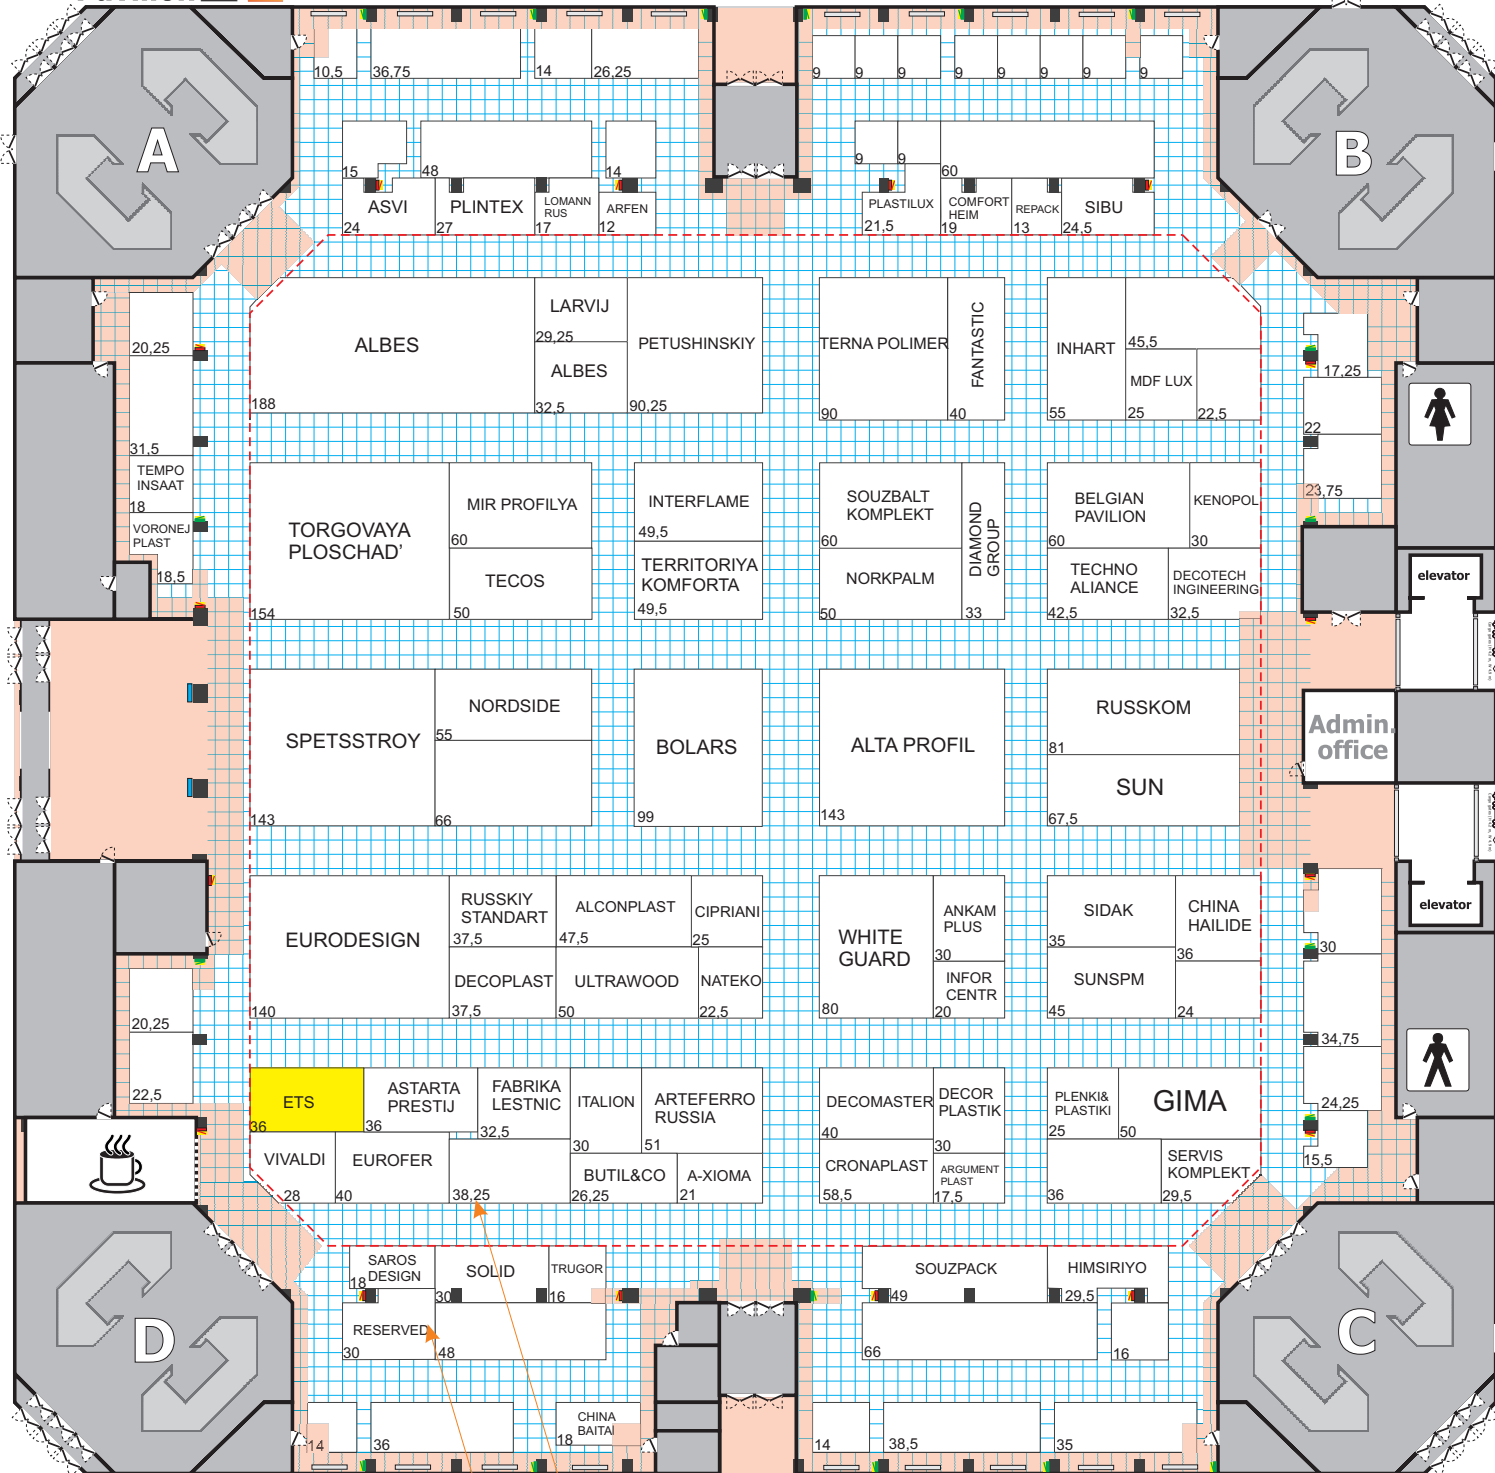 10,5
36,75
14
26,25
9
9
9
9
9
9
9
9
A
B
15
48
14
9
9
60
ASVI
24
PLINTEX
27
LOMANN
RUS
17
ARFEN
12
PLASTILUX
21,5
COMFORT
HEIM
19
REPACK
13
SIBU
24,5
ALBES
188
LARVIJ
29,25
ALBES
32,5
PETUSHINSKIY
90,25
TERNA POLIMER
90
FANTASTIC
40
INHART
55
45,5
MDF LUX
25
22,5
20,25
31,5
TEMPO
INSAAT
18
VORONEJ
PLAST
18,5
17,25
22
23,75
TORGOVAYA
PLOSCHAD'
154
MIR PROFILYA
60
TECOS
50
INTERFLAME
49,5
TERRITORIYA
KOMFORTA
49,5
SOUZBALT
KOMPLEKT
60
NORKPALM
50
DIAMOND
GROUP
33
BELGIAN
PAVILION
60
KENOPOL
30
TECHNO
ALIANCE
42,5
DECOTECH
INGINEERING
32,5
elevator
SPETSSTROY
143
NORDSIDE
55
66
BOLARS
99
ALTA PROFIL
143
RUSSKOM
81
SUN
67,5
Admin.
office
elevator
EURODESIGN
140
RUSSKIY
STANDART
37,5
ALCONPLAST
47,5
CIPRIANI
25
DECOPLAST
37,5
ULTRAWOOD
50
NATEKO
22,5
WHITE
GUARD
80
ANKAM
PLUS
30
INFOR
CENTR
20
SIDAK
35
CHINA
HAILIDE
36
SUNSPM
45
24
30
34,75
24,25
15,5
20,25
22,5
ETS
36
ASTARTA
PRESTIJ
36
FABRIKA
LESTNIC
32,5
ITALION
30
ARTEFERRO
RUSSIA
51
VIVALDI
28
EUROFER
40
38,25
BUTIL&CO
26,25
A-XIOMA
21
DECOMASTER
40
DECOR
PLASTIK
30
CRONAPLAST
58,5
ARGUMENT
PLAST
17,5
PLENKI&
PLASTIKI
25
GIMA
50
36
SERVIS
KOMPLEKT
29,5
SAROS
DESIGN
18
SOLID
30
TRUGOR
16
SOUZPACK
49
HIMSIRIYO
29,5
RESERVED
30
48
66
16
D
C
14
36
CHINA
BAITAI
18
14
38,5
35